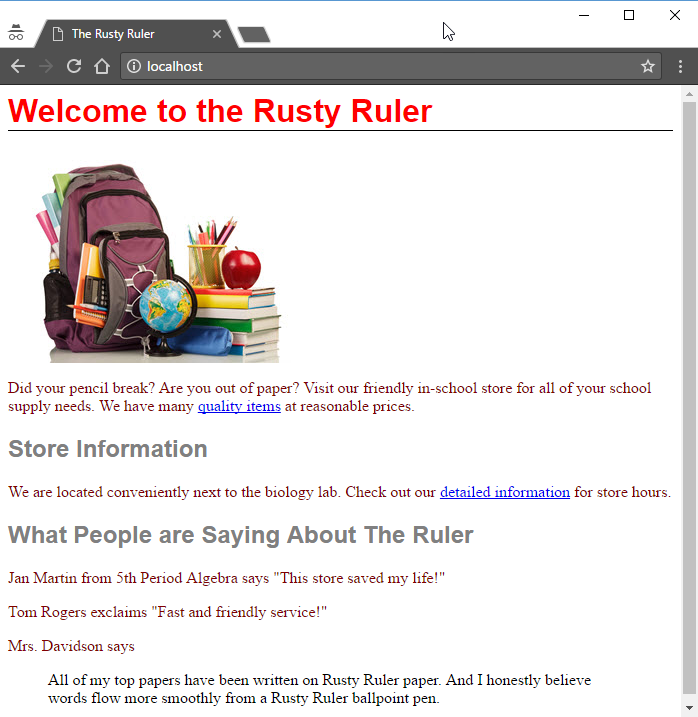 The Rusty Ruler
localhost
Welcome to the Rusty Ruler
Did your pencil break? Are you out of paper? Visit our friendly in-school store for all of your school
supply needs. We have many quality items at reasonable prices.
Store Information
We are located conveniently next to the biology lab. Check out our detailed information for store hours.
What People are Saying About The Ruler
Jan Martin from 5th Period Algebra says "This store saved my life!"
Tom Rogers exclaims "Fast and friendly service!"
Mrs. Davidson says
All of my top papers have been written on Rusty Ruler paper. And I honestly believe
words flow more smoothly from a Rusty Ruler ballpoint pen.